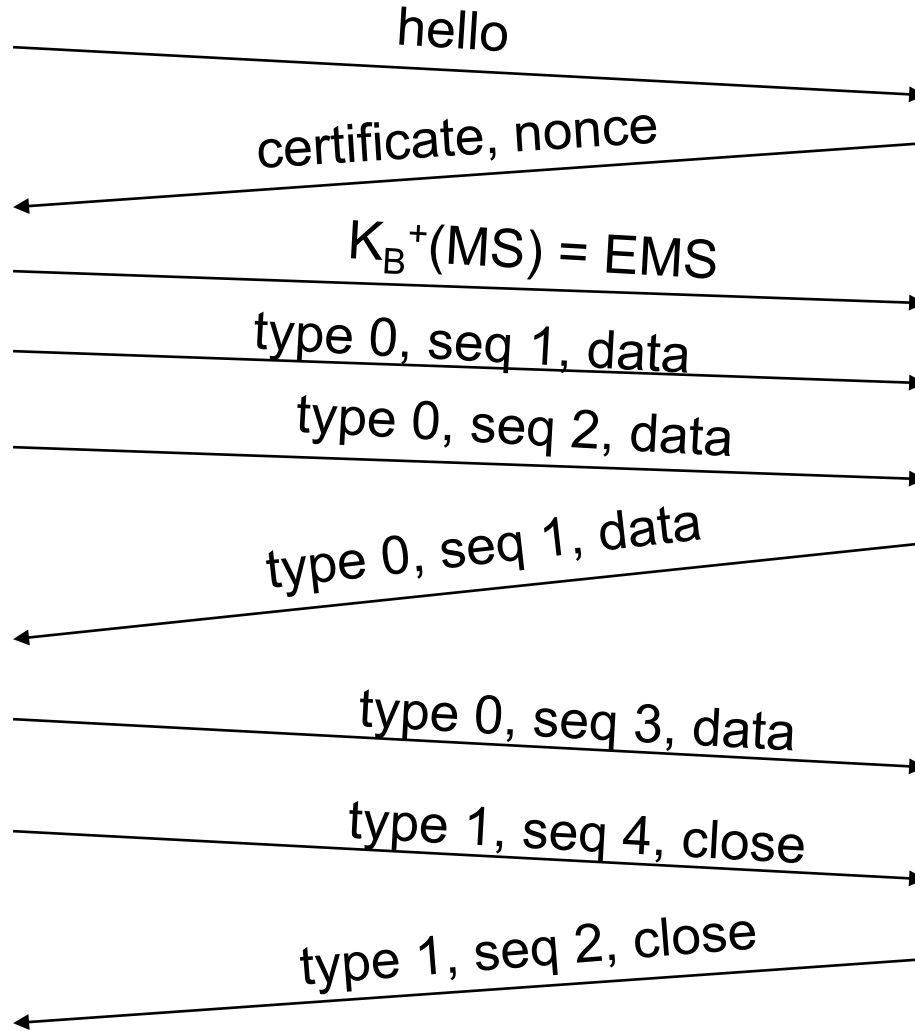 hello
certificate, nonce
K_B^+(MS) = EMS
type 0, seq 1, data
type 0, seq 2, data
type 0, seq 1, data
type 0, seq 3, data
type 1, seq 4, close
type 1, seq 2, close